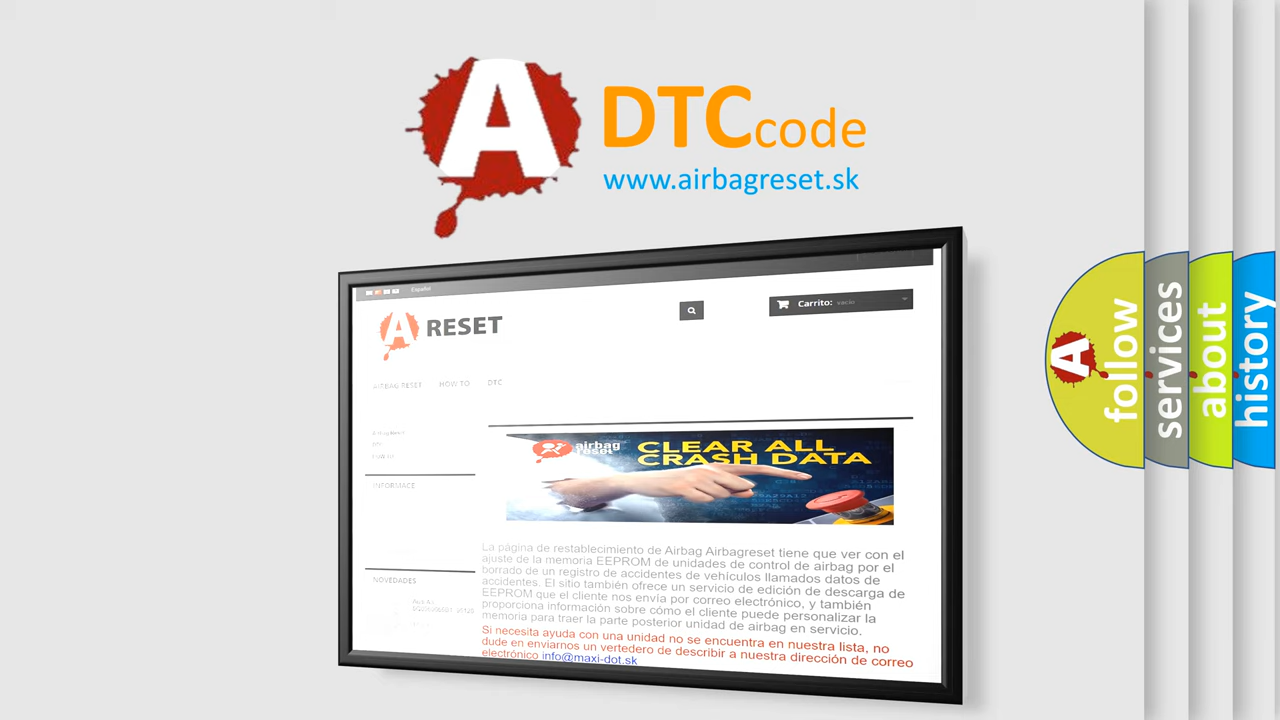 A DTC code
www.airbagreset.sk
Español
A RESET
Carrito: vacío
AIRBAG RESET HOW TO DTC
INFORMACE
NOVEDADES
airbag
reset
CLEAR ALL
CRASH DATA
La página de restablecimiento de Airbag Airbagreset tiene que ver con el
ajuste de la memoria EEPROM de unidades de control de airbag por el
borrado de un registro de accidentes de vehículos llamados datos de
accidentes. El sitio también ofrece un servicio de edición de descarga de
EEPROM que el cliente nos envía por correo electrónico, y también
proporciona información sobre cómo el cliente puede personalizar la
memoria para traer la parte posterior unidad de airbag en servicio.
Si necesita ayuda con una unidad no se encuentra en nuestra lista, no
dude en enviarnos un vertedero de describir a nuestra dirección de correo
electrónico info@maxi-dot.sk
A
follow
services
about
history